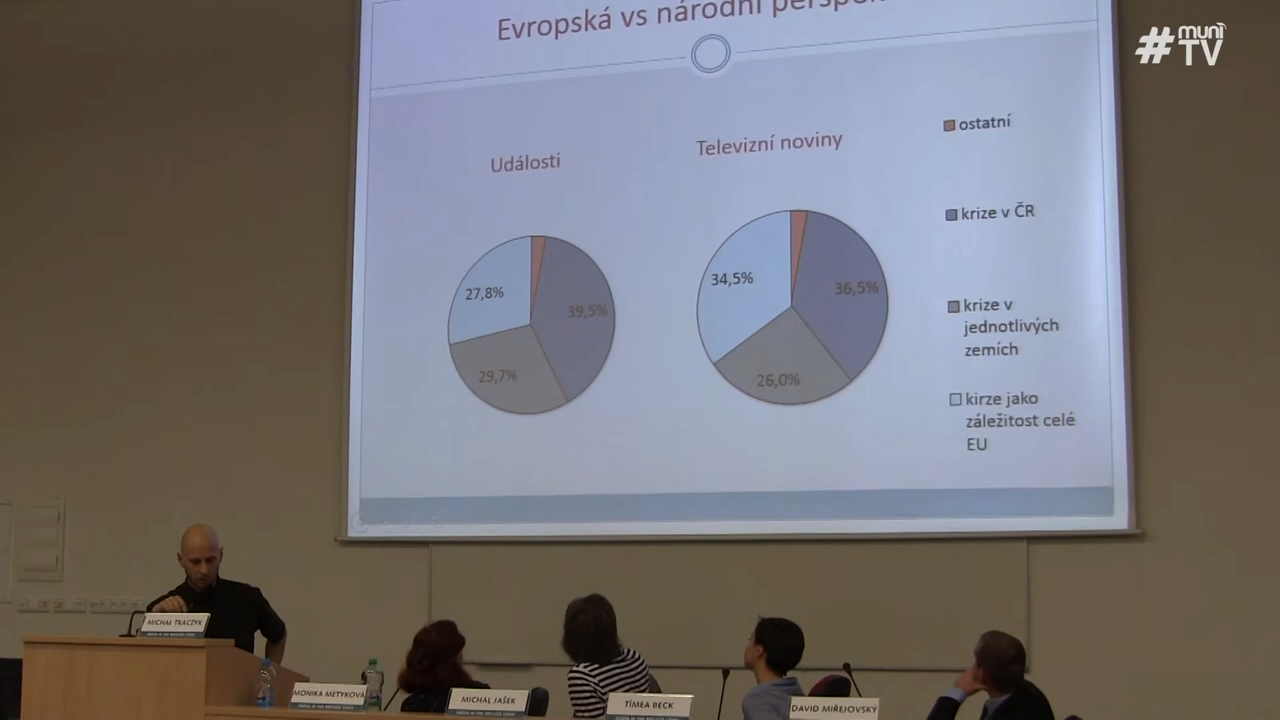 Evropská vs národní
#muni TV
Události
Televizní noviny
27,8%
39,5%
29,7%
34,5%
36,5%
26,0%
ostatní
krize v ČR
krize v
jednotlivých
zemích
kirze jako
záležitost celé
EU
MICHAL TKACZYK
MONIKA METYKOVÁ
MICHAL JAŠEK
TÍMEA BECK
DAVID MIŘEJOVSKÝ